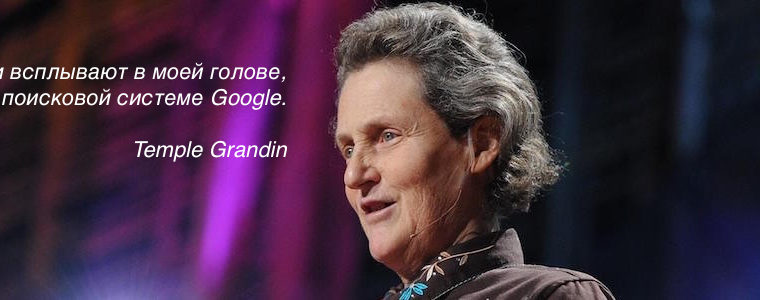 всплывают в моей голове,
поисковой системе Google.
Temple Grandin